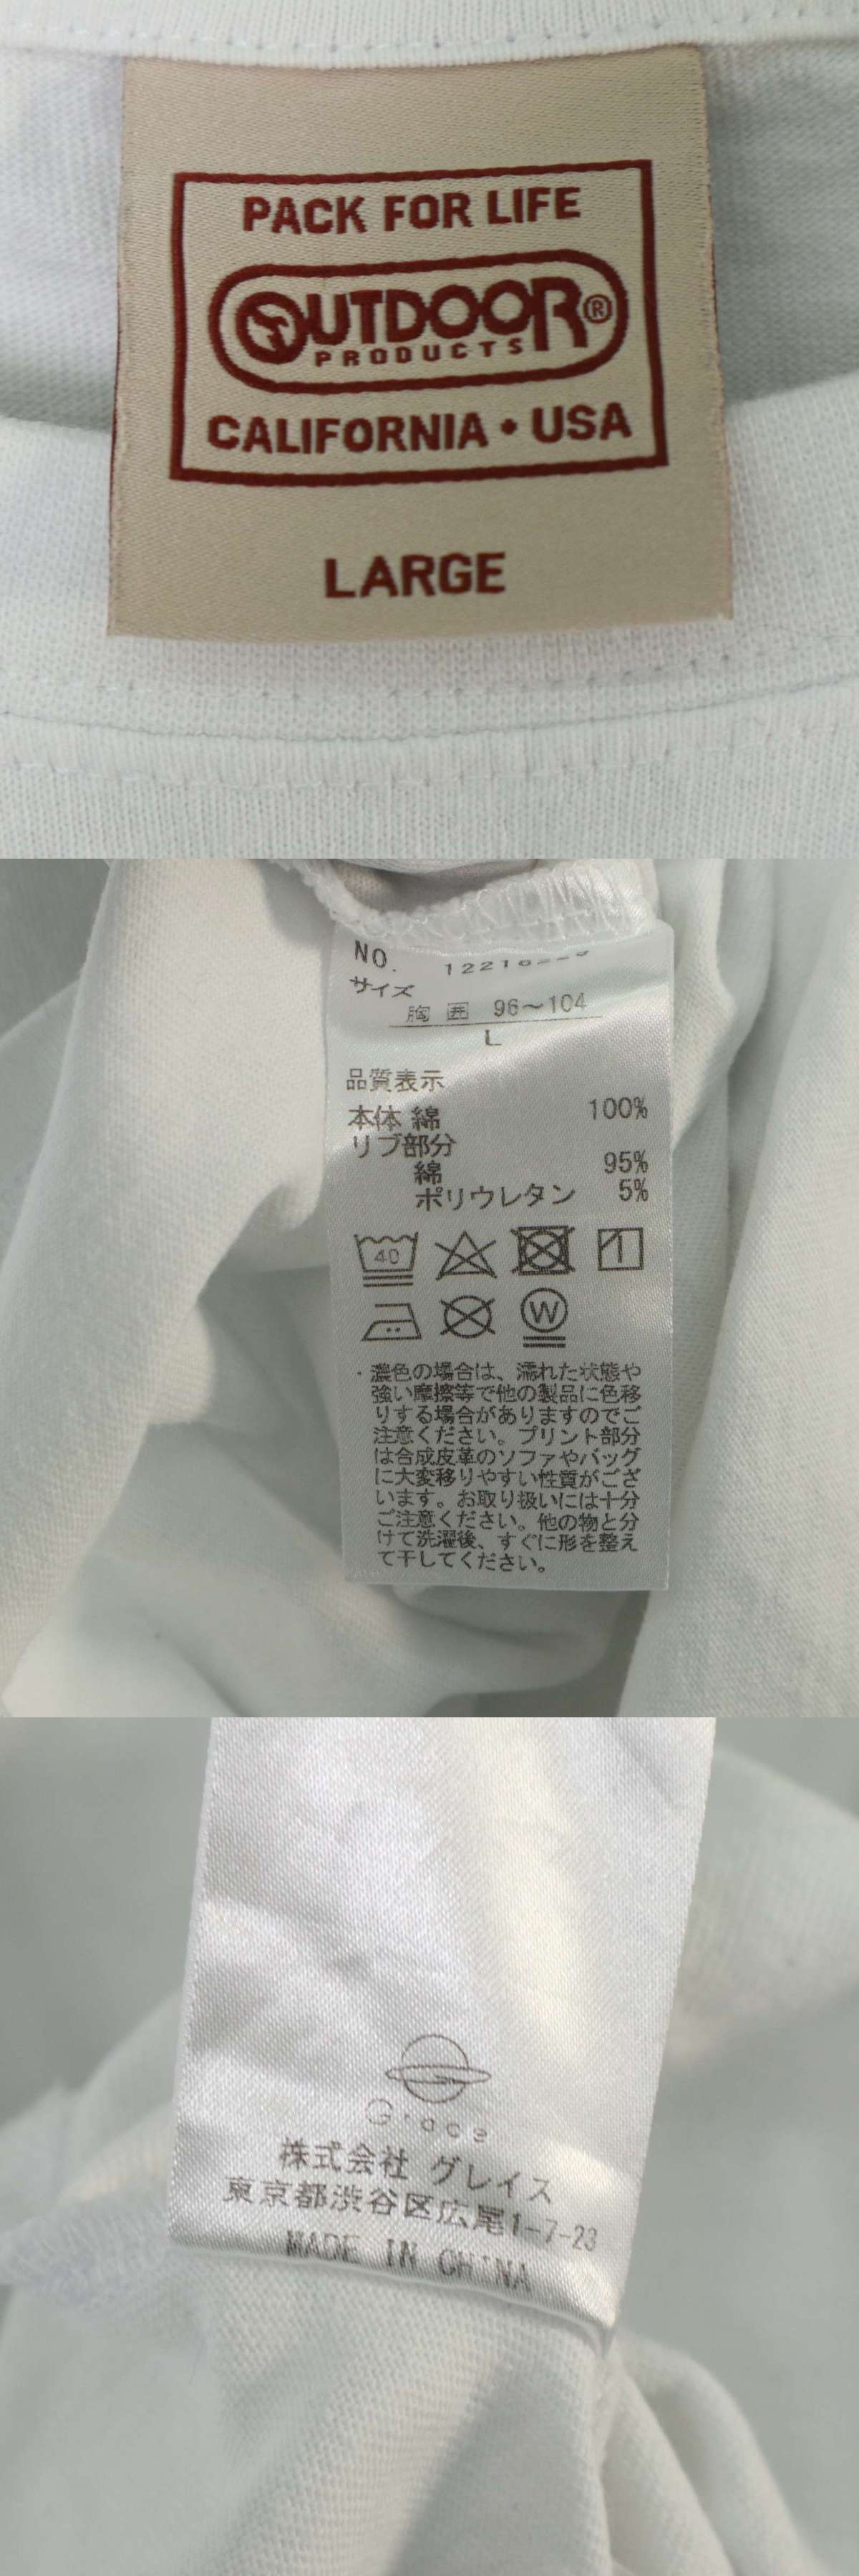 PACK FOR LIFE
OUTDOOR®
PRODUCTS
CALIFORNIA • USA
LARGE
NO.
サイズ
胸囲 96～104
L
品質表示
本体 綿 100%
リブ部分
綿 95%
ポリウレタン 5%
40
W
・濃色の場合は、濡れた状態や
強い摩擦等で他の製品に色移
りする場合がありますのでご
注意ください。プリント部分
は合成皮革のソファやバッグ
に大変移りやすい性質がござ
います。お取り扱いには十分
ご注意ください。他の物と分
けて洗濯後、すぐに形を整え
て干してください。
Grace
株式会社 グレイス
東京都渋谷区広尾1-7-23
MADE IN CHINA